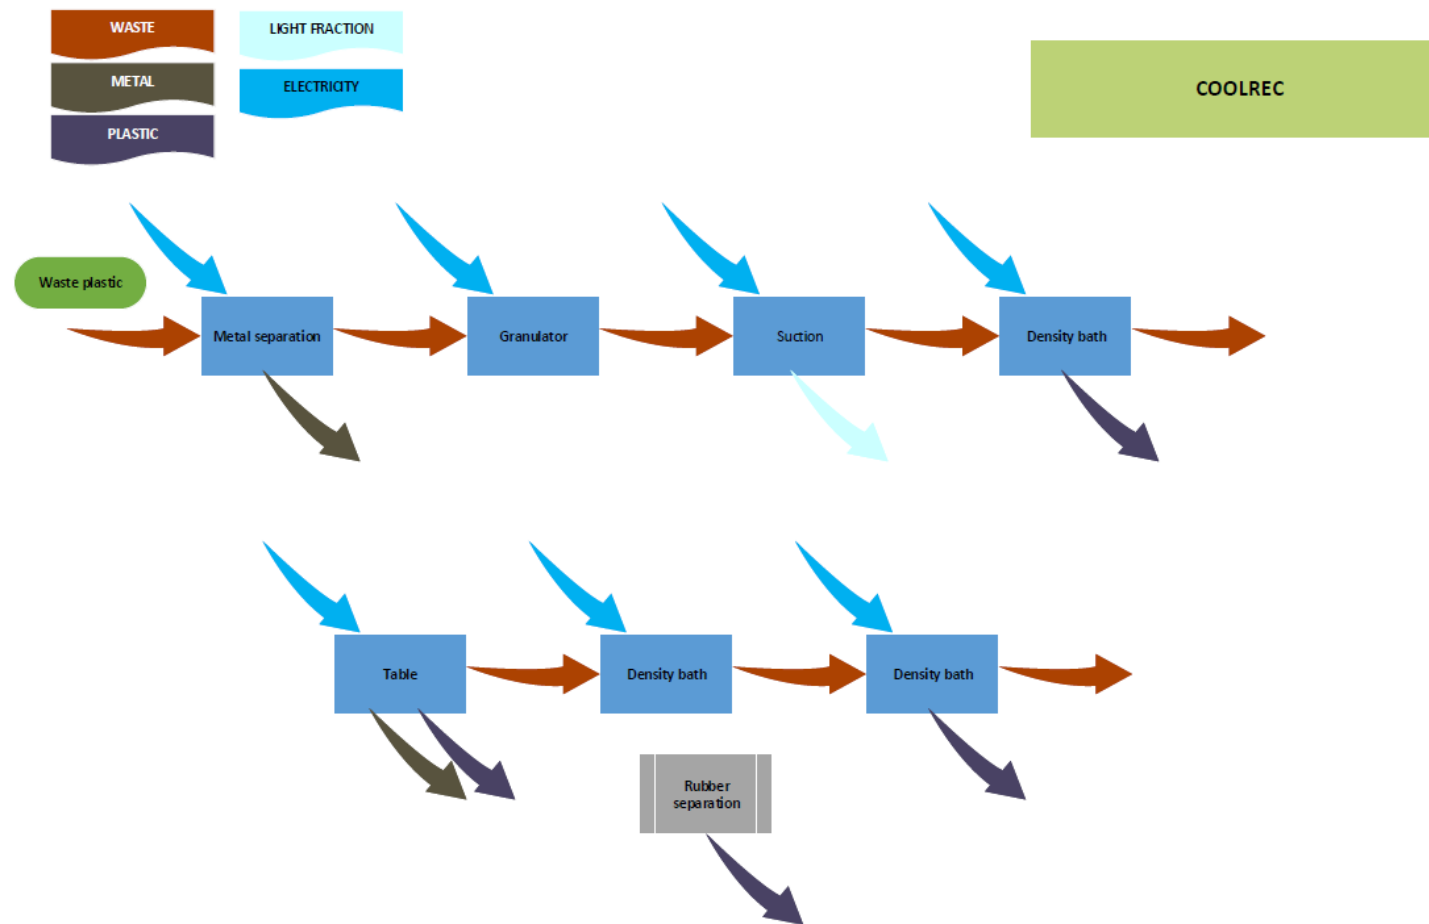 WASTE
LIGHT FRACTION
METAL
ELECTRICITY
PLASTIC
COOLREC
Waste plastic
Metal separation
Granulator
Suction
Density bath
Table
Density bath
Density bath
Rubber
separation